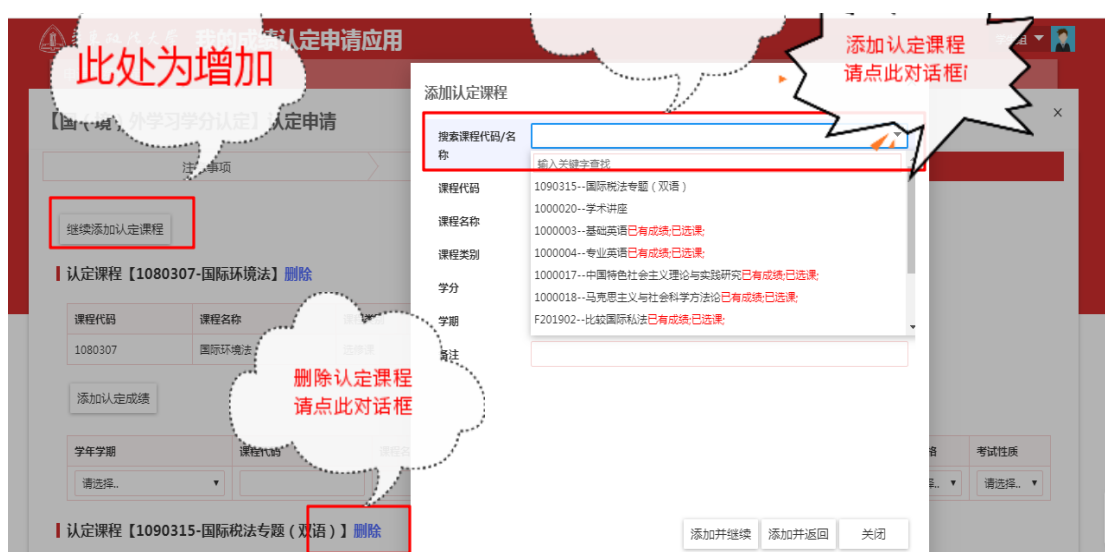 我的成绩认定申请应用
此处为增加
添加认定课程
请点此对话框
添加认定课程
【国（境）外学习学分认定】认定申请
搜索课程代码/名称
输入关键字查找
注意事项
课程代码
1090315--国际税法专题（双语）
1000020--学术讲座
课程名称
继续添加认定课程
1000003--基础英语已有成绩;已选课;
课程类别
1000004--专业英语已有成绩;已选课;
认定课程【1080307-国际环境法】删除
1000017--中国特色社会主义理论与实践研究已有成绩;已选课;
学分
1000018--马克思主义与社会科学方法论已有成绩;已选课;
课程代码 课程名称 课程类别
学期
F201902--比较国际私法已有成绩;已选课;
1080307 国际环境法 选修课
备注
删除认定课程
请点此对话框
添加认定成绩
学年学期 课程代码 课程名 考试性质
请选择.. 请选择..
认定课程【1090315-国际税法专题（双语）】删除
添加并继续 添加并返回 关闭